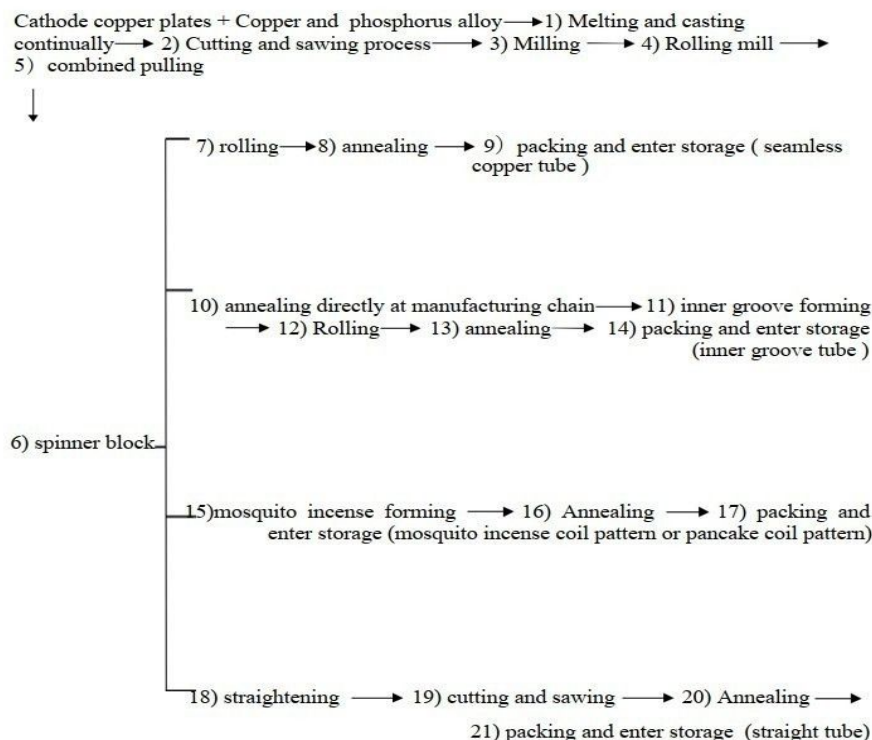 Cathode copper plates + Copper and phosphorus alloy→1) Melting and casting
continually→ 2) Cutting and sawing process→ 3) Milling → 4) Rolling mill →
5) combined pulling
↓
7) rolling→8) annealing → 9) packing and enter storage ( seamless
copper tube )
10) annealing directly at manufacturing chain→ 11) inner groove forming
→ 12) Rolling→ 13) annealing→ 14) packing and enter storage
(inner groove tube )
6) spinner block
15)mosquito incense forming → 16) Annealing → 17) packing and
enter storage (mosquito incense coil pattern or pancake coil pattern)
18) straightening → 19) cutting and sawing → 20) Annealing →
21) packing and enter storage (straight tube)